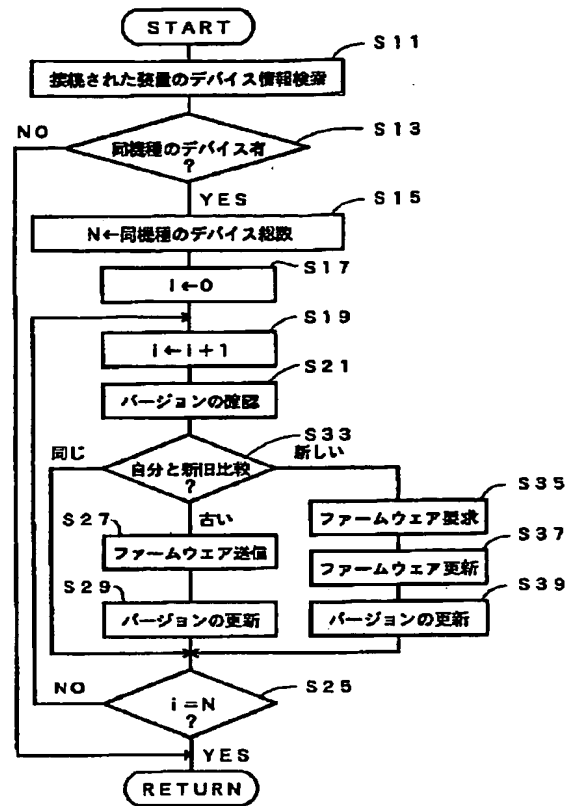 START
S11
接続された装置のデバイス情報検索
NO
S13
同機種のデバイス有
?
YES
S15
N←同機種のデバイス総数
S17
i←0
S19
i←i+1
S21
バージョンの確認
S33
同じ
自分と新旧比較
?
新しい
S35
S27
古い
ファームウェア要求
ファームウェア送信
S37
ファームウェア更新
S29
S39
バージョンの更新
バージョンの更新
NO
S25
i=N
?
YES
RETURN